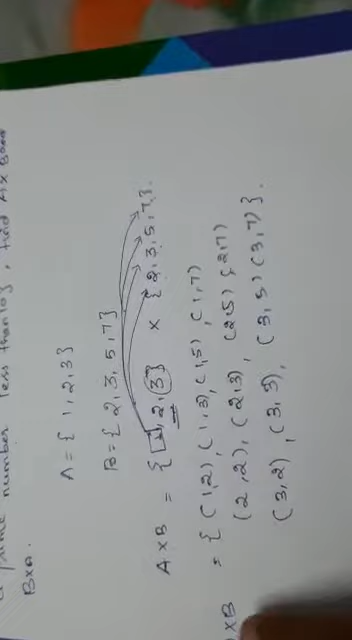 prime number less than 10}, find A×B and
B×A.
A = { 1, 2, 3 }
B = { 2, 3, 5, 7 }
A × B = { 1, 2, 3 } × { 2, 3, 5, 7, }.
= { (1,2), (1,3), (1,5), (1,7)
(2,2), (2,3), (2,5) (2,7)
(3,2), (3,3), (3,5) (3,7) }.
×B